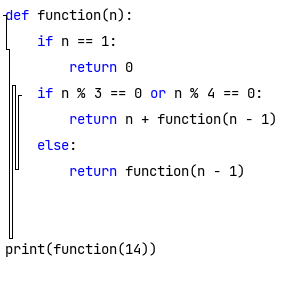 def function(n):
    if n == 1:
        return 0
    if n % 3 == 0 or n % 4 == 0:
        return n + function(n - 1)
    else:
        return function(n - 1)
print(function(14))